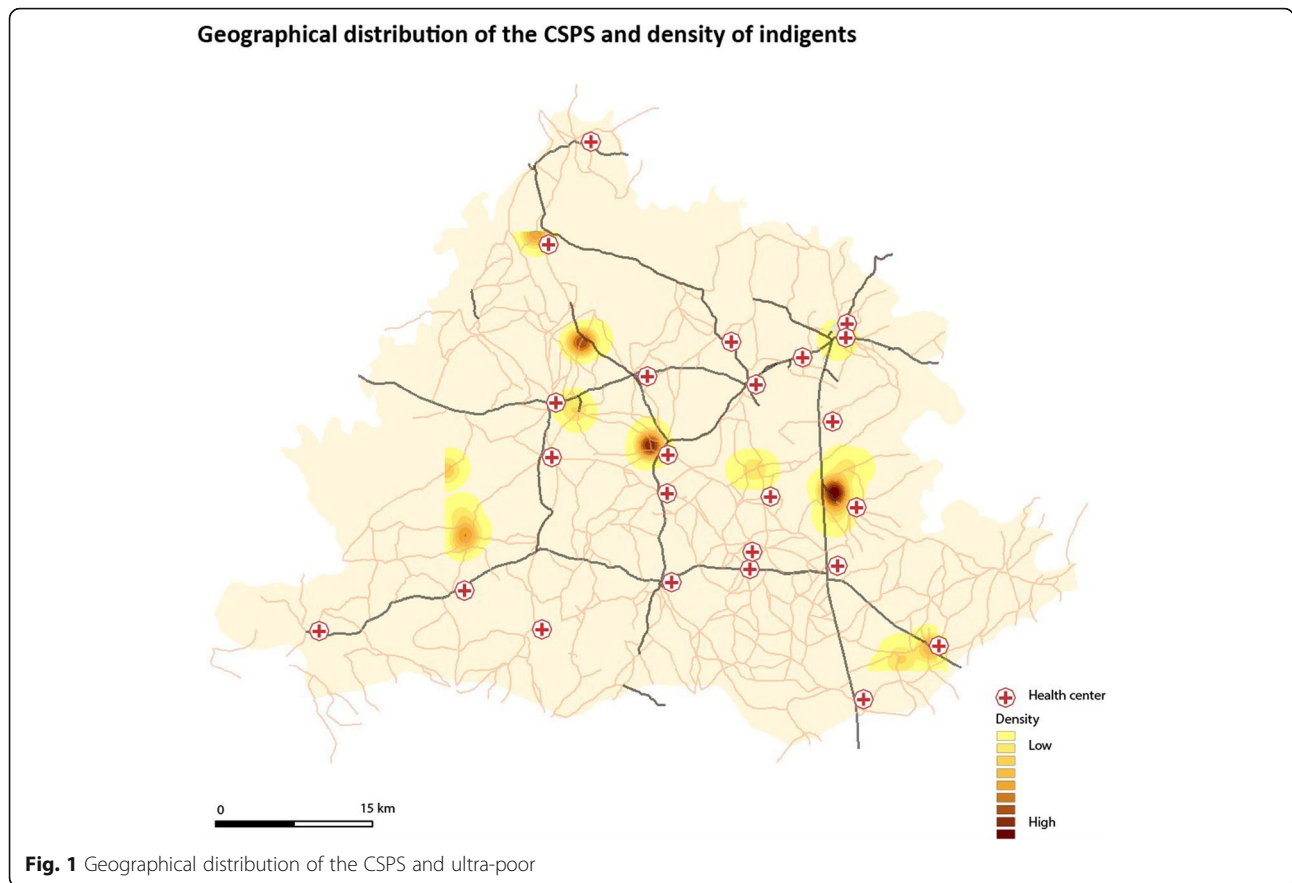 Geographical distribution of the CSPS and density of indigents
Health center
Density
Low
High
0 15 km
Fig. 1 Geographical distribution of the CSPS and ultra-poor